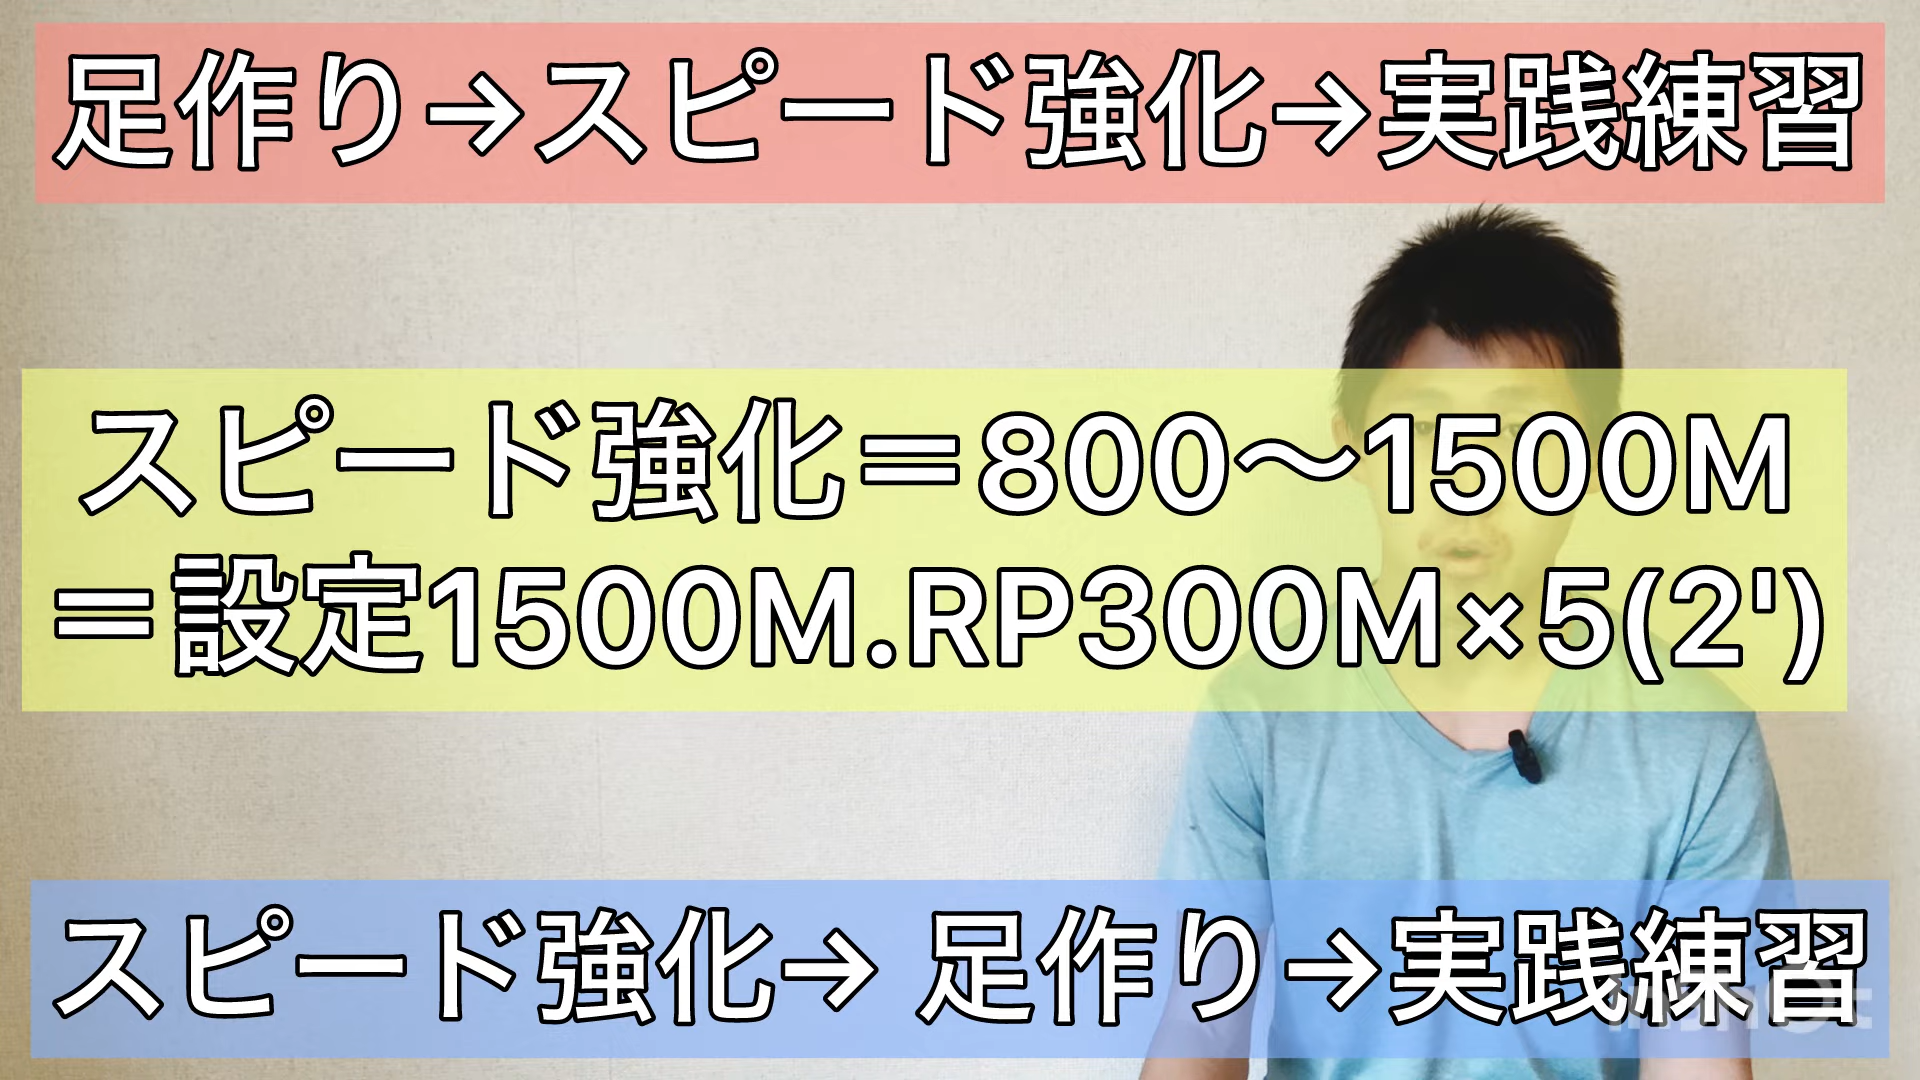 足作り→スピード強化→実践練習
スピード強化＝800〜1500M
＝設定1500M.RP300M×5(2')
スピード強化→ 足作り→実践練習